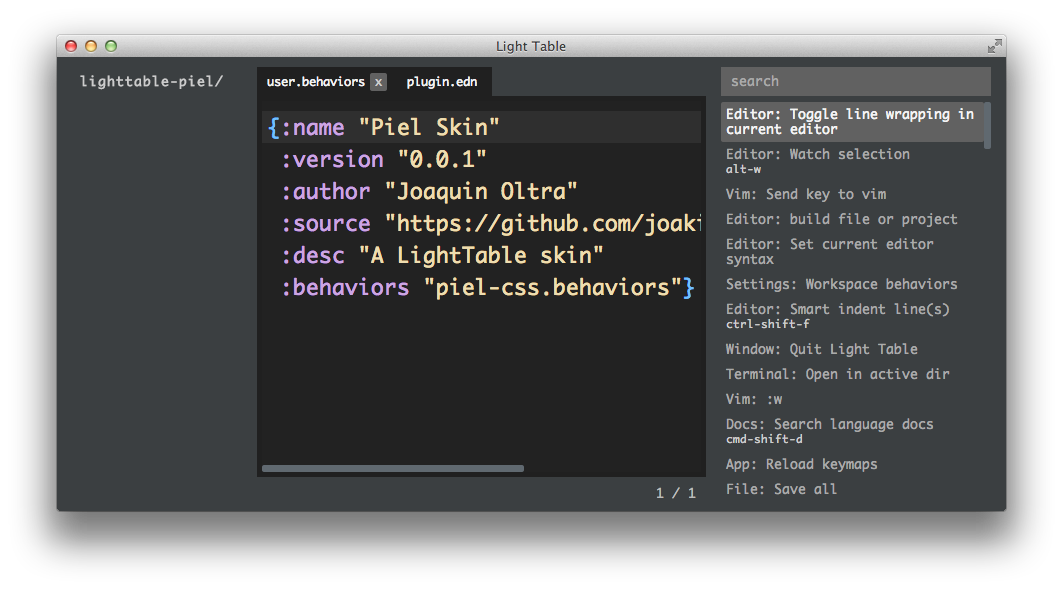 Light Table
lighttable-piel/
user.behaviors x plugin.edn
{:name "Piel Skin"
:version "0.0.1"
:author "Joaquin Oltra"
:source "https://github.com/joaki
:desc "A LightTable skin"
:behaviors "piel-css.behaviors"}
1 / 1
search
Editor: Toggle line wrapping in
current editor
Editor: Watch selection
alt-w
Vim: Send key to vim
Editor: build file or project
Editor: Set current editor
syntax
Settings: Workspace behaviors
Editor: Smart indent line(s)
ctrl-shift-f
Window: Quit Light Table
Terminal: Open in active dir
Vim: :w
Docs: Search language docs
cmd-shift-d
App: Reload keymaps
File: Save all